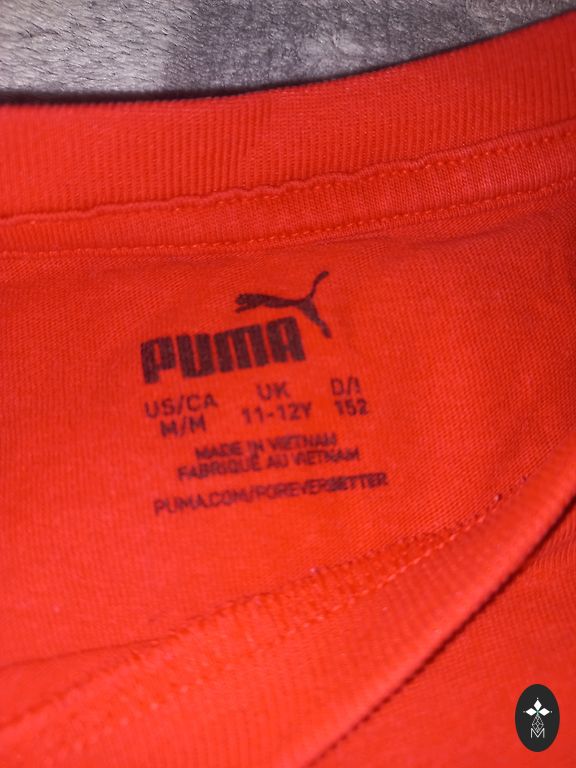 PUMA
US/CA UK D/I
M/M 11-12Y 152
MADE IN VIETNAM
FABRIQUÉ AU VIETNAM
PUMA.COM/FOREVERBETTER